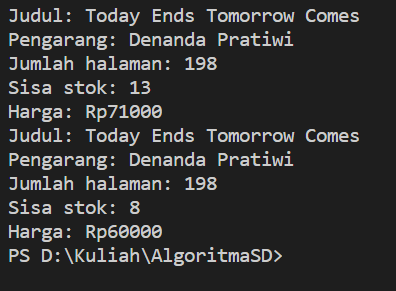 Judul: Today Ends Tomorrow Comes
Pengarang: Denanda Pratiwi
Jumlah halaman: 198
Sisa stok: 13
Harga: Rp71000
Judul: Today Ends Tomorrow Comes
Pengarang: Denanda Pratiwi
Jumlah halaman: 198
Sisa stok: 8
Harga: Rp60000
PS D:\Kuliah\AlgoritmaSD>